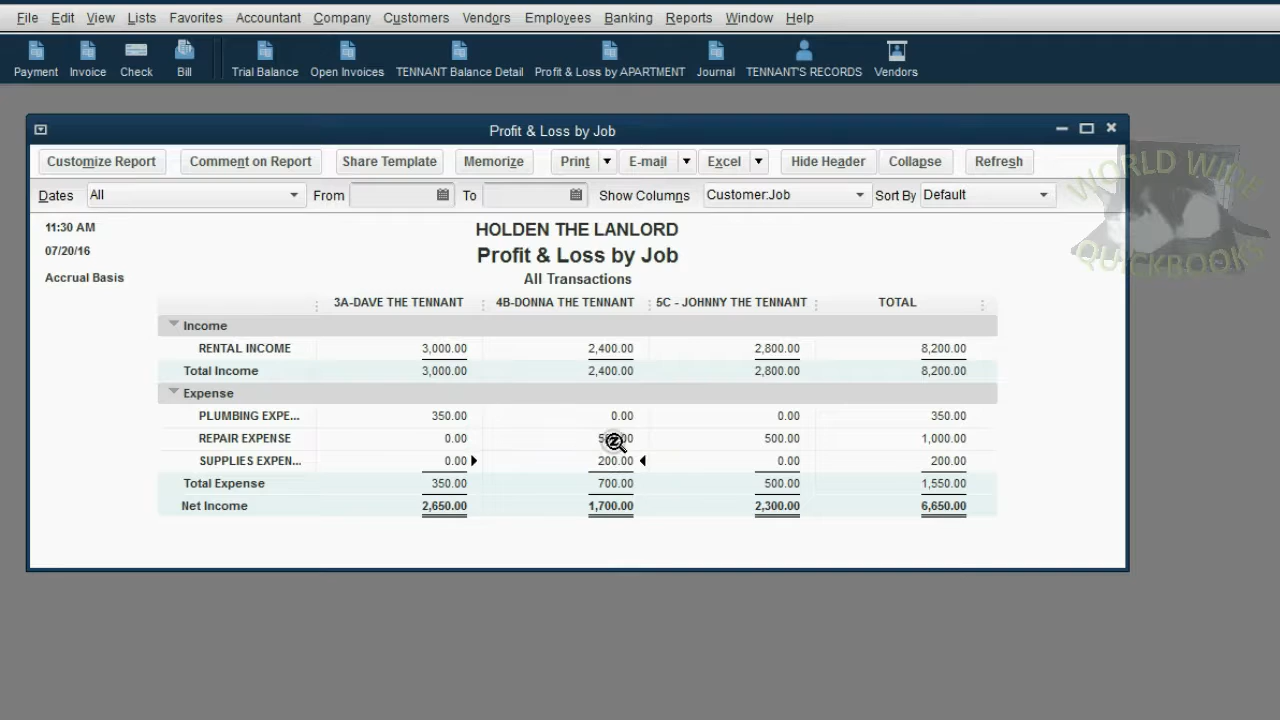 File Edit View Lists Favorites Accountant Company Customers Vendors Employees Banking Reports Window Help
Payment Invoice Check Bill Trial Balance Open Invoices TENNANT Balance Detail Profit & Loss by APARTMENT Journal TENNANT'S RECORDS Vendors
Profit & Loss by Job
Customize Report Comment on Report Share Template Memorize Print E-mail Excel Hide Header Collapse Refresh
Dates All From To Show Columns Customer:Job Sort By Default
WORLD WIDE
QUICKBOOKS
11:30 AM HOLDEN THE LANLORD
07/20/16 Profit & Loss by Job
Accrual Basis All Transactions
3A-DAVE THE TENNANT 4B-DONNA THE TENNANT 5C - JOHNNY THE TENNANT TOTAL
Income
RENTAL INCOME 3,000.00 2,400.00 2,800.00 8,200.00
Total Income 3,000.00 2,400.00 2,800.00 8,200.00
Expense
PLUMBING EXPE... 350.00 0.00 0.00 350.00
REPAIR EXPENSE 0.00 500.00 1,000.00
SUPPLIES EXPEN... 0.00 200.00 0.00 200.00
Total Expense 350.00 700.00 500.00 1,550.00
Net Income 2,650.00 1,700.00 2,300.00 6,650.00